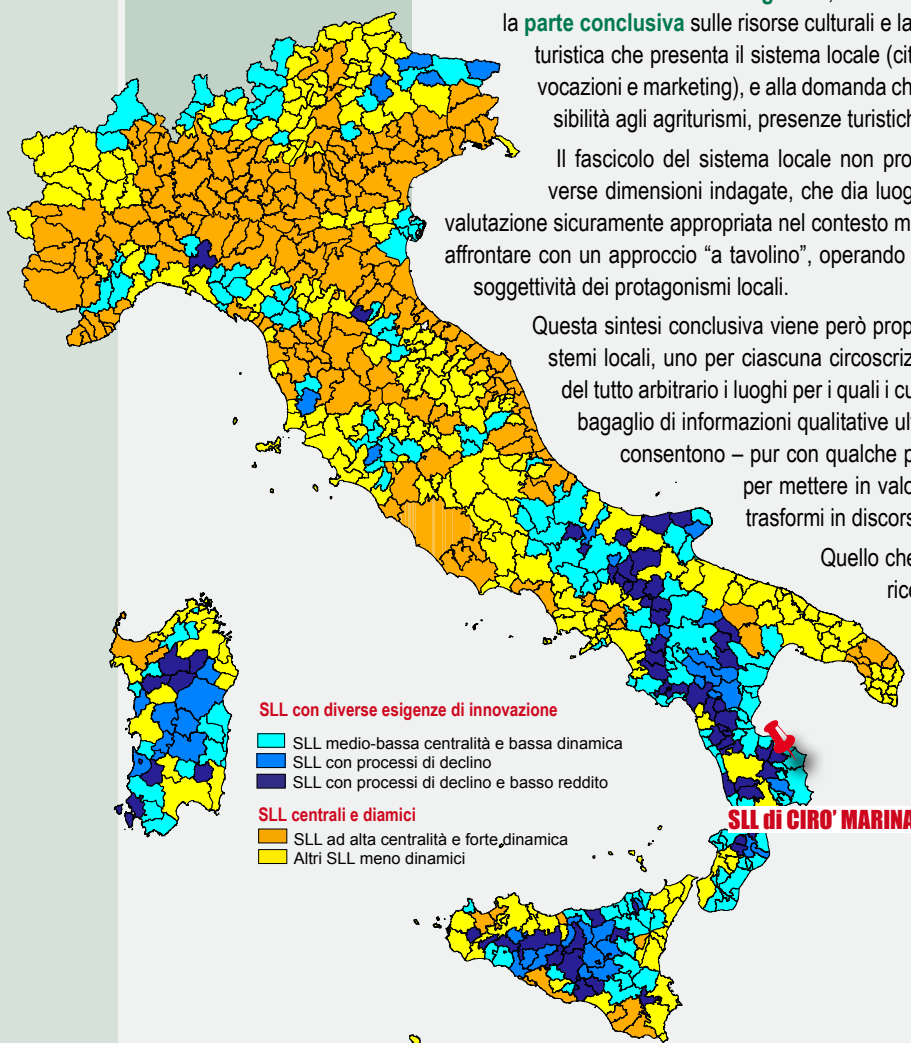 la parte conclusiva sulle risorse culturali e la
turistica che presenta il sistema locale (cit
vocazioni e marketing), e alla domanda ch
sibilità agli agriturismi, presenze turistich
Il fascicolo del sistema locale non pro
verse dimensioni indagate, che dia luog
valutazione sicuramente appropriata nel contesto m
affrontare con un approccio “a tavolino”, operando
soggettività dei protagonismi locali.
Questa sintesi conclusiva viene però prop
stemi locali, uno per ciascuna circoscriz
del tutto arbitrario i luoghi per i quali i cu
bagaglio di informazioni qualitative ult
consentono – pur con qualche p
per mettere in valo
trasformi in discors
Quello che
rice
SLL con diverse esigenze di innovazione
SLL medio-bassa centralità e bassa dinamica
SLL con processi di declino
SLL con processi di declino e basso reddito
SLL centrali e diamici
SLL ad alta centralità e forte dinamica
Altri SLL meno dinamici
SLL di CIRO' MARINA